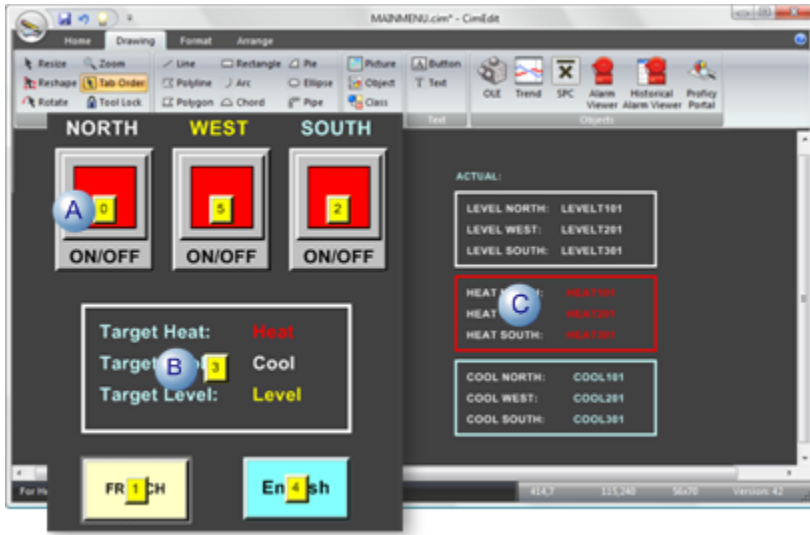 MAINMENU.cim* - CimEdit
Home Drawing Format Arrange
Resize Zoom Line Rectangle Pie Picture Button
Reshape Tab Order Polyline Arc Ellipse Object Text
Rotate Tool Lock Polygon Chord Pipe Class
OLE Trend SPC Alarm Viewer Historical Alarm Viewer Proficy Portal
Text Objects
NORTH WEST SOUTH
A 0 5 2
ON/OFF ON/OFF ON/OFF
Target Heat: Heat
B 3 Cool
Target Level: Level
1
English 4
ACTUAL:
LEVEL NORTH: LEVELT101
LEVEL WEST: LEVELT201
LEVEL SOUTH: LEVELT301
HEAT HEAT101
C
HEAT HEAT201
HEAT SOUTH: HEAT301
COOL NORTH: COOL101
COOL WEST: COOL201
COOL SOUTH: COOL301
414,7 115,240 56x70 Version: 42